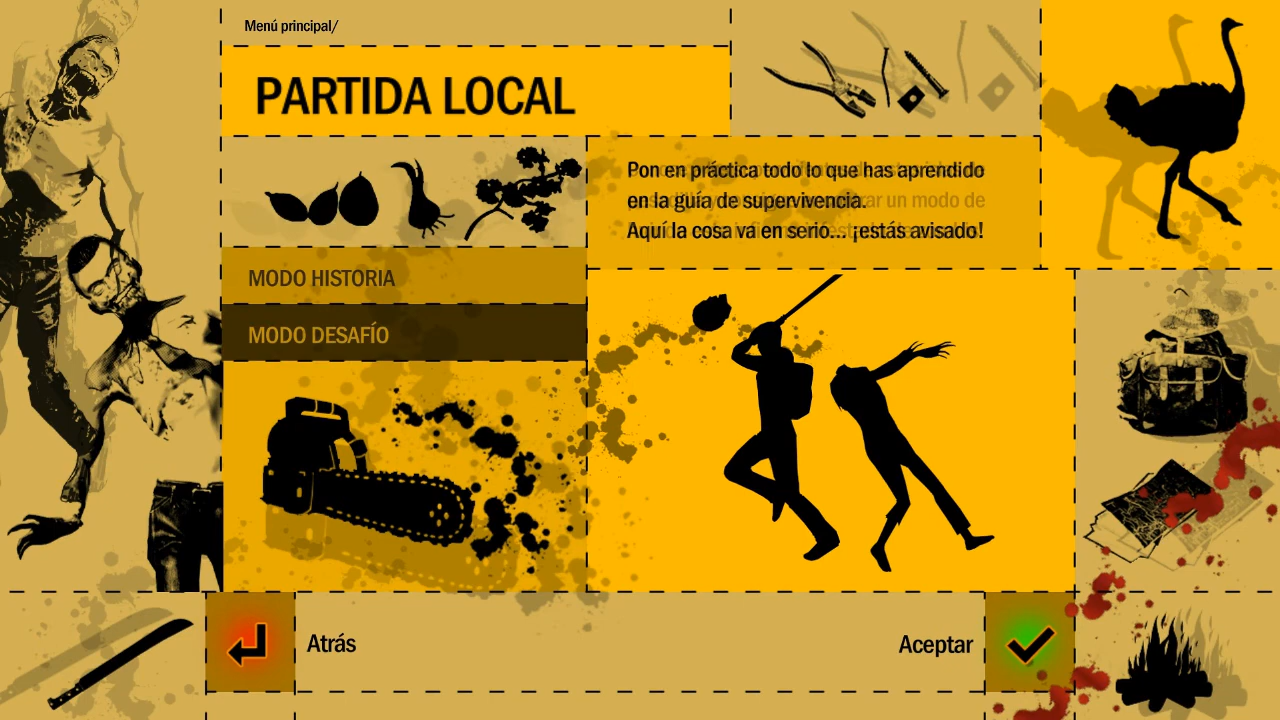 Menú principal/
PARTIDA LOCAL
Pon en práctica todo lo que has aprendido
en la guía de supervivencia.
Aquí la cosa va en serio... ¡estás avisado!
MODO HISTORIA
MODO DESAFÍO
Atrás
Aceptar